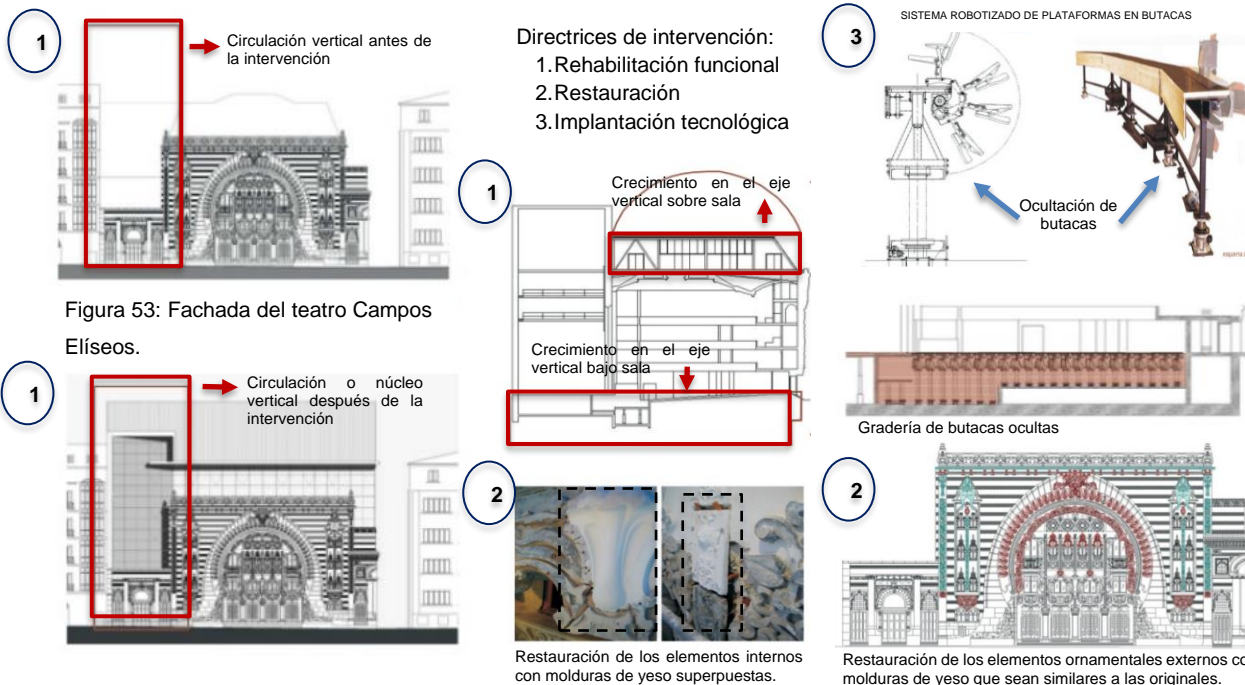 1
Circulación vertical antes de
la intervención
Figura 53: Fachada del teatro Campos
Elíseos.
1
Circulación o núcleo
vertical después de la
intervención
Directrices de intervención:
1.Rehabilitación funcional
2.Restauración
3.Implantación tecnológica
1
Crecimiento en el eje
vertical sobre sala
Crecimiento en el eje
vertical bajo sala
2
Restauración de los elementos internos
con molduras de yeso superpuestas.
3
SISTEMA ROBOTIZADO DE PLATAFORMAS EN BUTACAS
Ocultación de
butacas
Gradería de butacas ocultas
2
Restauración de los elementos ornamentales externos co
molduras de yeso que sean similares a las originales.